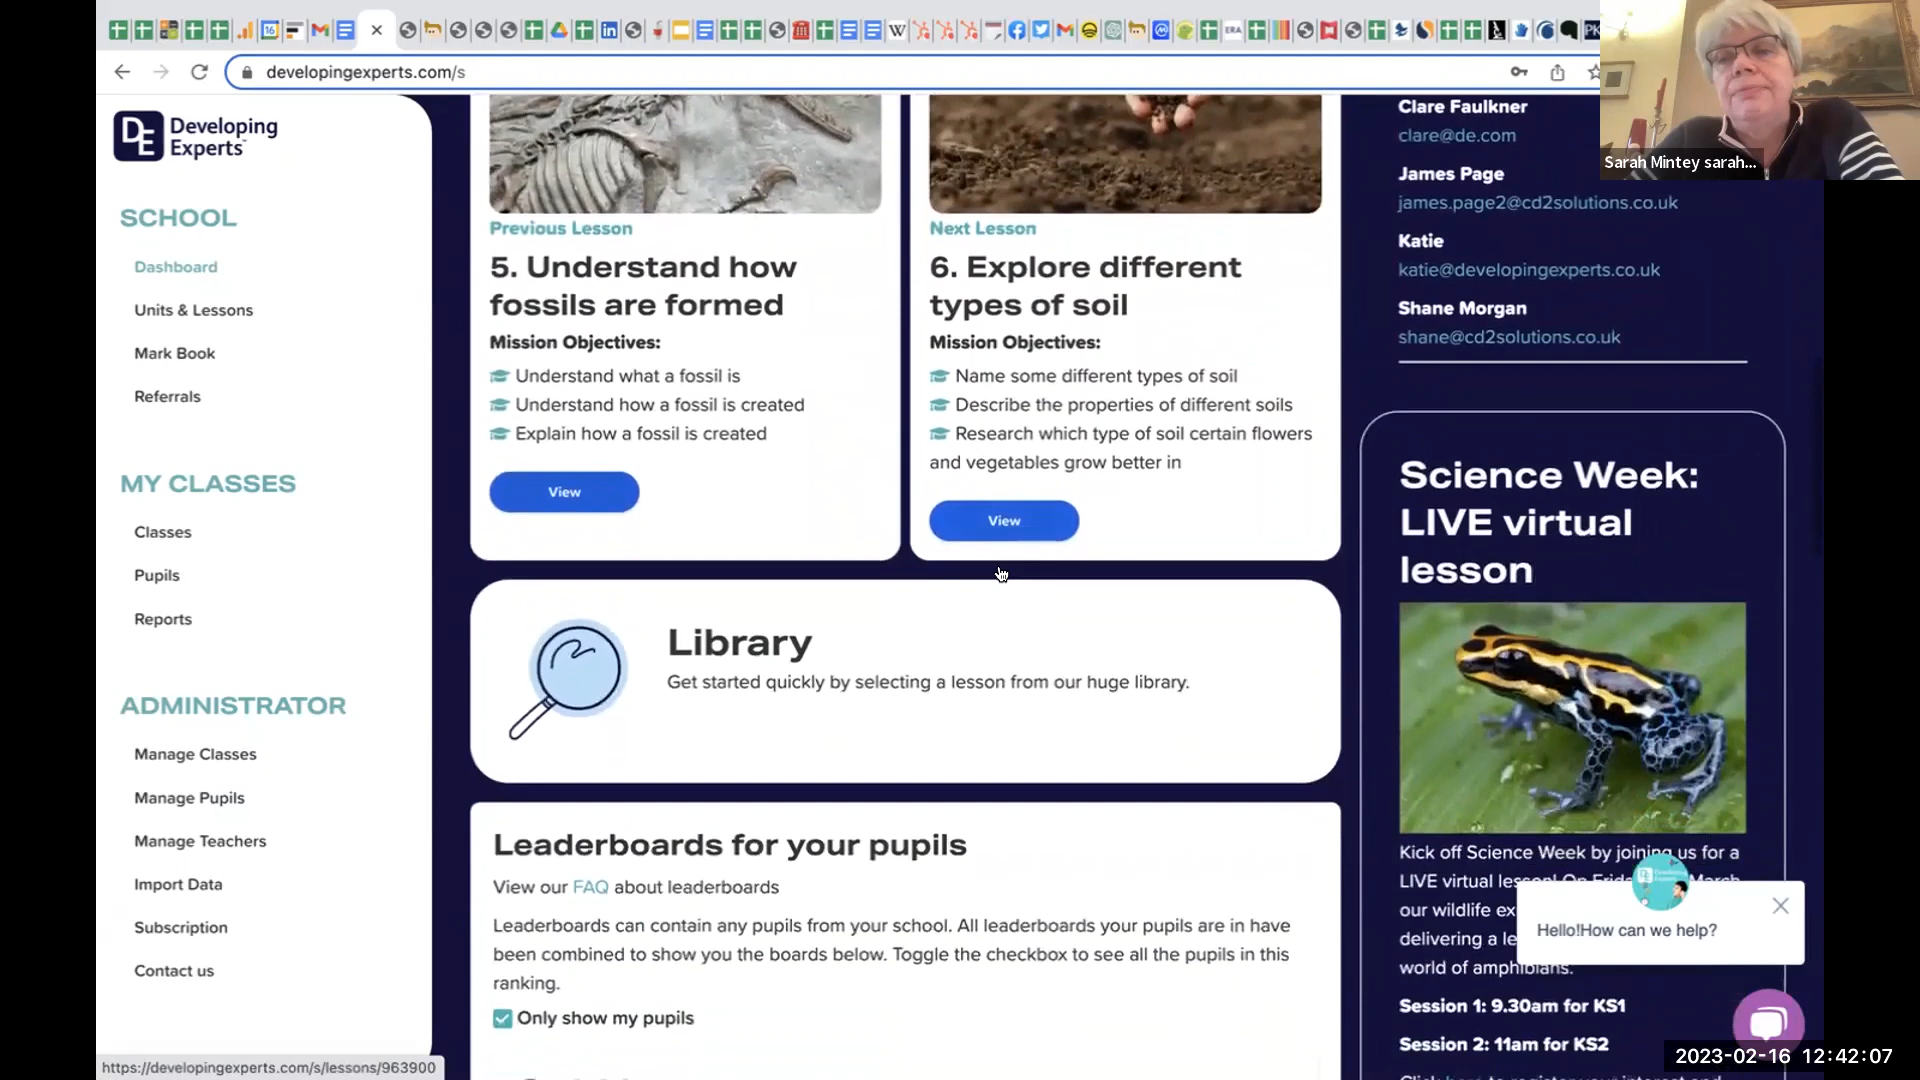 developingexperts.com/s
Sarah Mintey sarah...
DE Developing
Experts
SCHOOL
Dashboard
Units & Lessons
Mark Book
Referrals
MY CLASSES
Classes
Pupils
Reports
ADMINISTRATOR
Manage Classes
Manage Pupils
Manage Teachers
Import Data
Subscription
Contact us
https://developingexperts.com/s/lessons/963900
Previous Lesson
5. Understand how
fossils are formed
Mission Objectives:
Understand what a fossil is
Understand how a fossil is created
Explain how a fossil is created
View
Next Lesson
6. Explore different
types of soil
Mission Objectives:
Name some different types of soil
Describe the properties of different soils
Research which type of soil certain flowers
and vegetables grow better in
View
Library
Get started quickly by selecting a lesson from our huge library.
Leaderboards for your pupils
View our FAQ about leaderboards
Leaderboards can contain any pupils from your school. All leaderboards your pupils are in have
been combined to show you the boards below. Toggle the checkbox to see all the pupils in this
ranking.
Only show my pupils
Clare Faulkner
clare@de.com
James Page
james.page2@cd2solutions.co.uk
Katie
katie@developingexperts.co.uk
Shane Morgan
shane@cd2solutions.co.uk
Science Week:
LIVE virtual
lesson
Kick off Science Week by joining us for a
LIVE virtual lesson! On Friday March
our wildlife
delivering a
world of amphibians.
Session 1: 9.30am for KS1
Session 2: 11am for KS2
Hello!How can we help?
2023-02-16 12:42:07